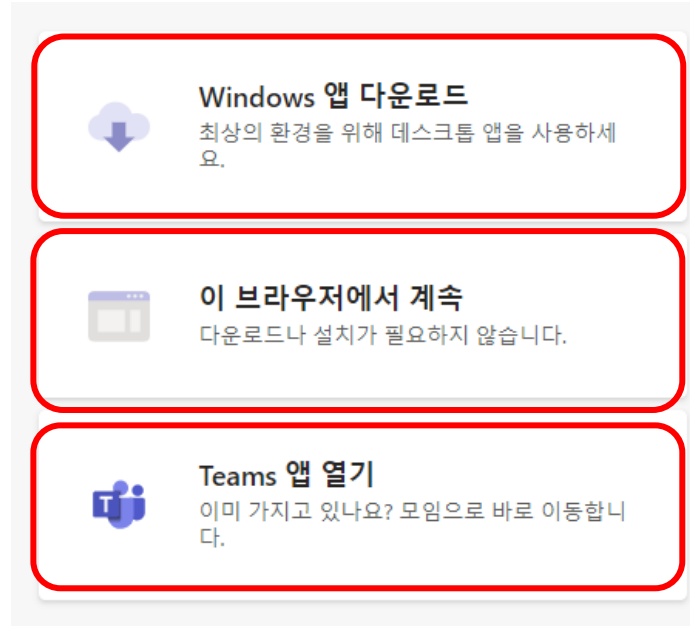 Windows 앱 다운로드
최상의 환경을 위해 데스크톱 앱을 사용하세
요.
이 브라우저에서 계속
다운로드나 설치가 필요하지 않습니다.
Teams 앱 열기
이미 가지고 있나요? 모임으로 바로 이동합니
다.